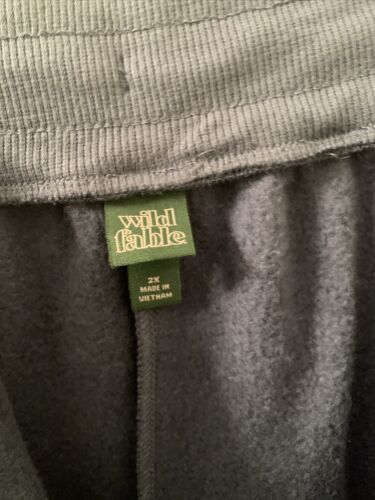 wild
fable
2X
MADE IN
VIETNAM